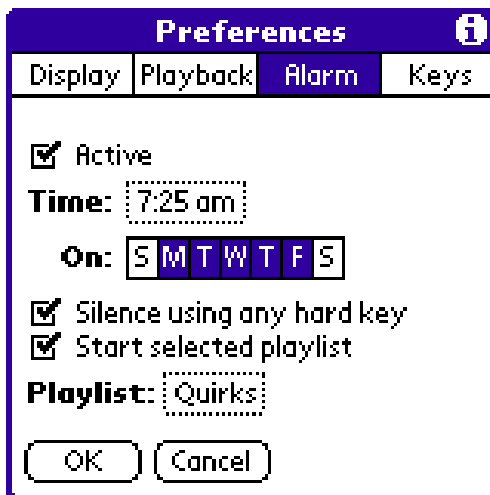 Preferences
Display Playback Alarm Keys
Active
Time: 7:25 am
On: S M T W T F S
Silence using any hard key
Start selected playlist
Playlist: Quirks
OK Cancel